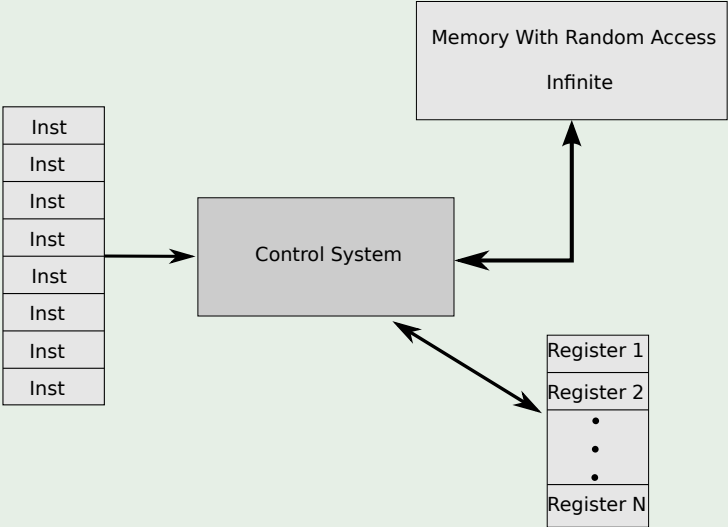 Memory With Random Access
Infinite
Inst
Inst
Inst
Inst
Inst
Inst
Inst
Inst
Control System
Register 1
Register 2
Register N